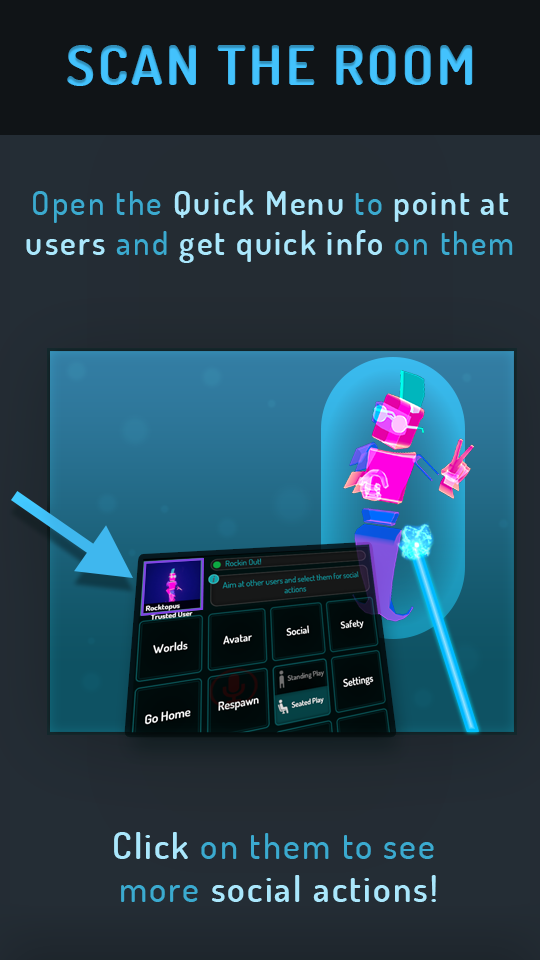 SCAN THE ROOM
Open the Quick Menu to point at
users and get quick info on them
Rockin Out!
Aim at other users and select them for social
actions
Rocktopus
Trusted User
Worlds
Avatar
Social
Safety
Go Home
Respawn
Standing Play
Seated Play
Settings
Click on them to see
more social actions!